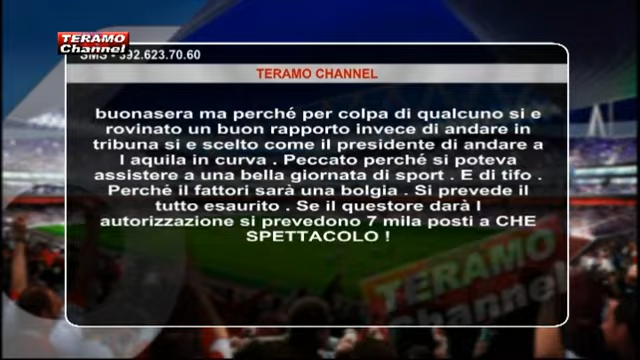 TERAMO
Channel
SMS - 392.623.70.60
TERAMO CHANNEL
buonasera ma perché per colpa di qualcuno si e
rovinato un buon rapporto invece di andare in
tribuna si e scelto come il presidente di andare a
l aquila in curva . Peccato perché si poteva
assistere a una bella giornata di sport . E di tifo .
Perché il fattori sarà una bolgia . Si prevede il
tutto esaurito . Se il questore darà l
autorizzazione si prevedono 7 mila posti a CHE
SPETTACOLO !
TERAMO
Channel